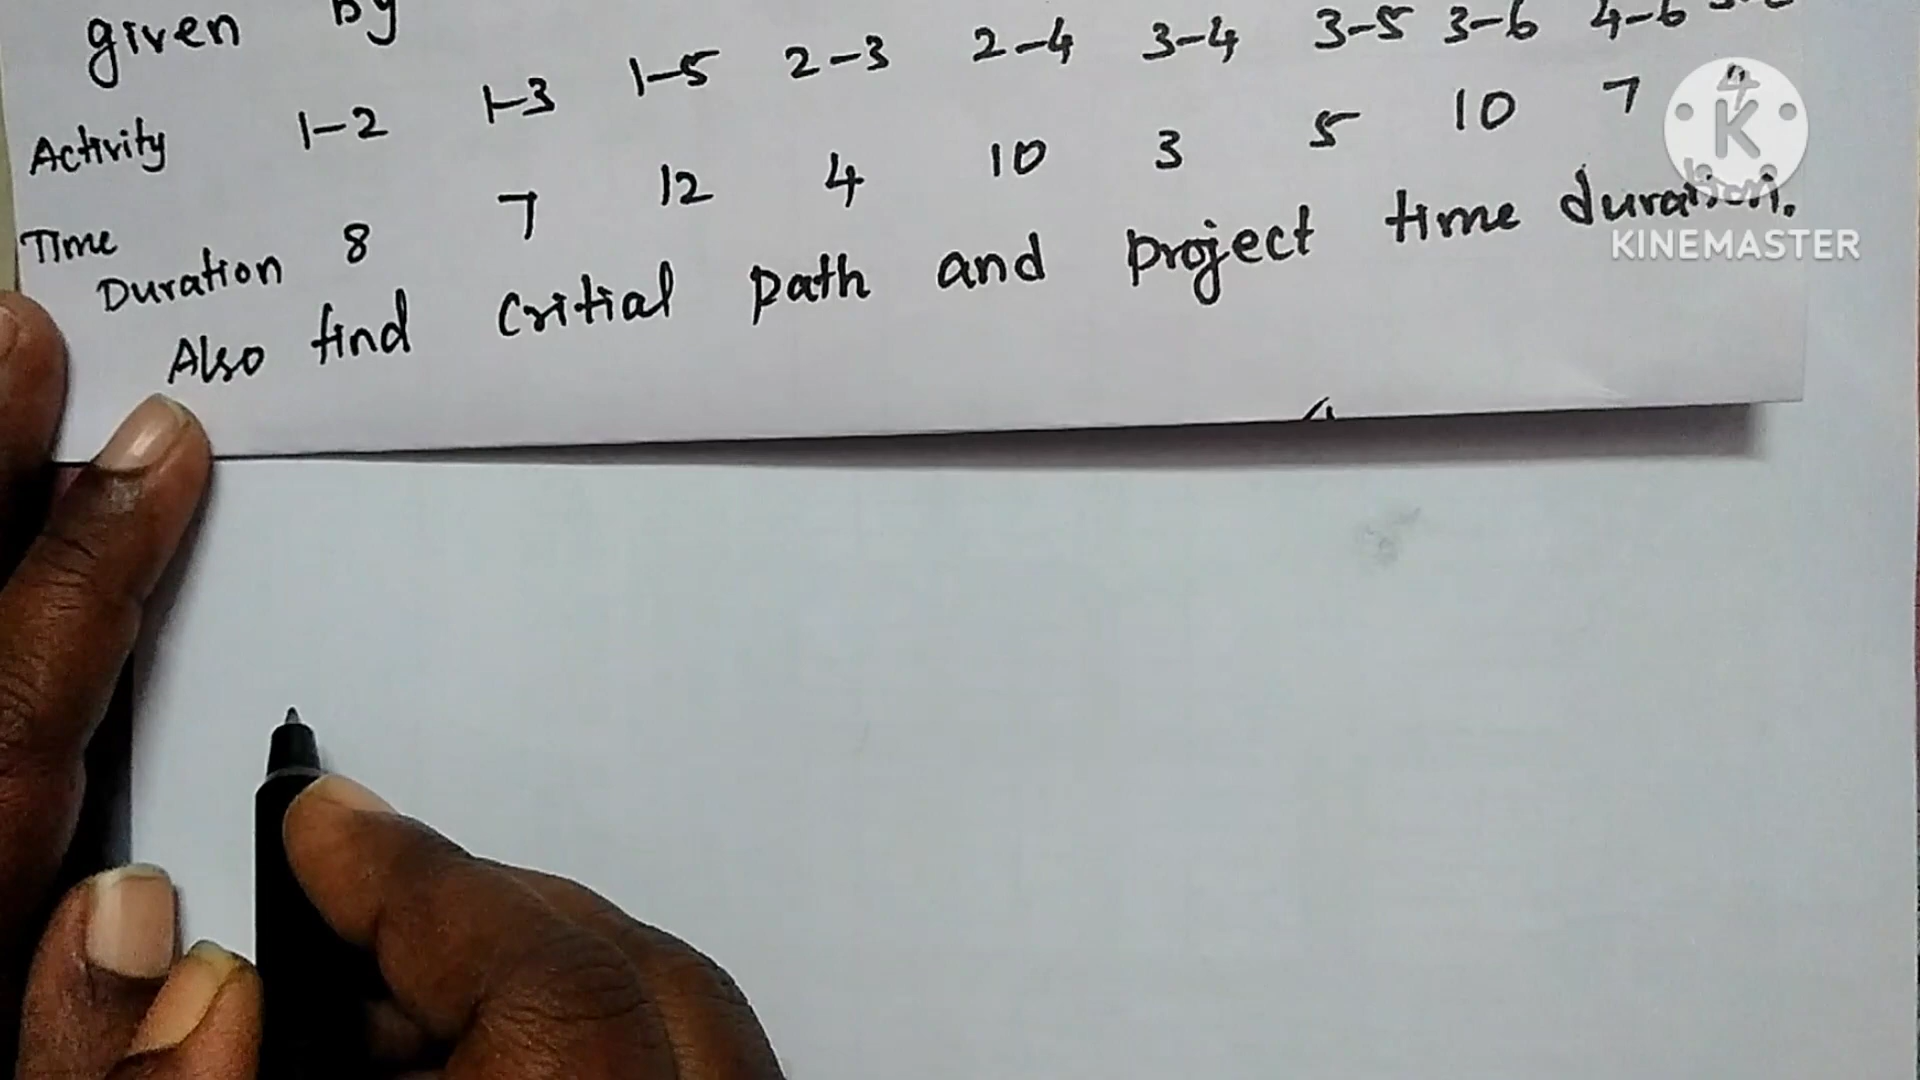 given by
Activity 1-2 1-3 1-5 2-3 2-4 3-4 3-5 3-6 4-6
Time
Duration 8 7 12 4 10 3 5 10 7 4
Also find Critial path and project time duration.
K
KINEMASTER